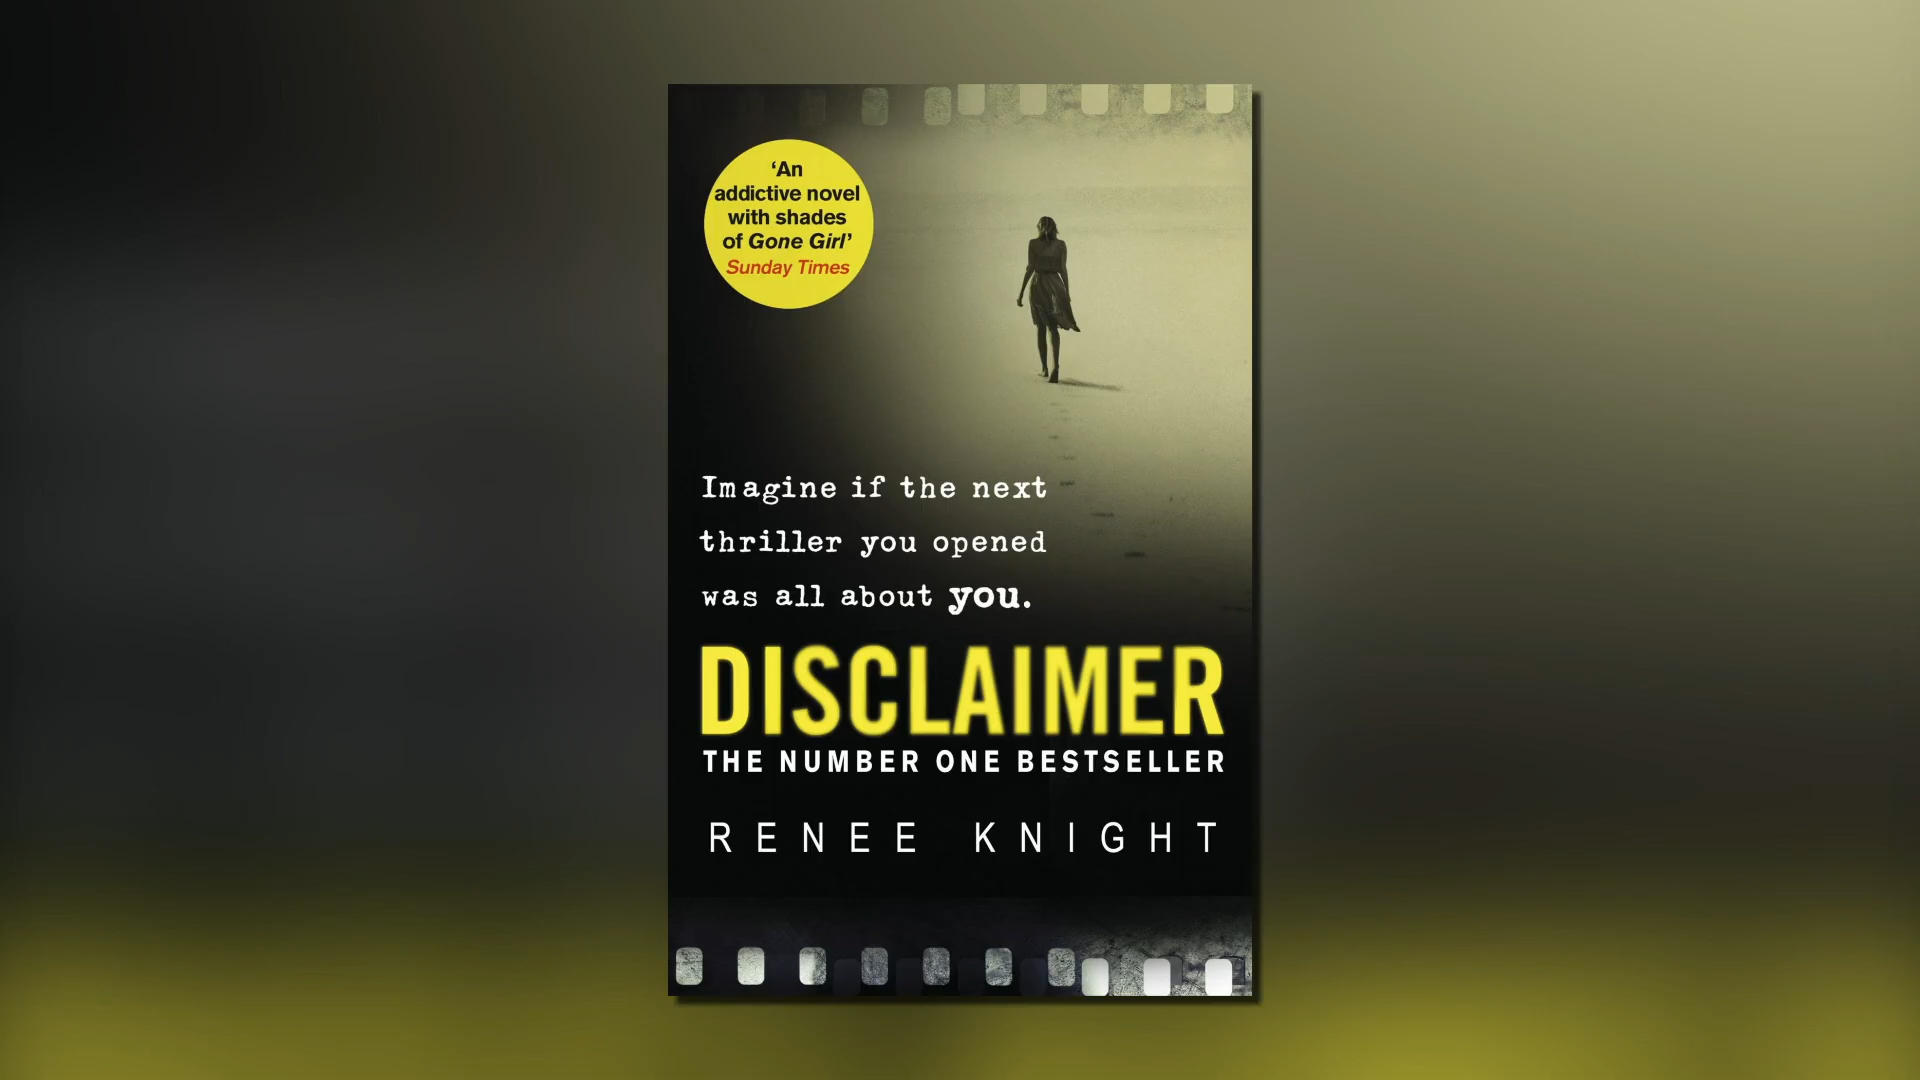 ‘An
addictive novel
with shades
of Gone Girl’
Sunday Times
Imagine if the next
thriller you opened
was all about you.
DISCLAIMER
THE NUMBER ONE BESTSELLER
RENEE KNIGHT